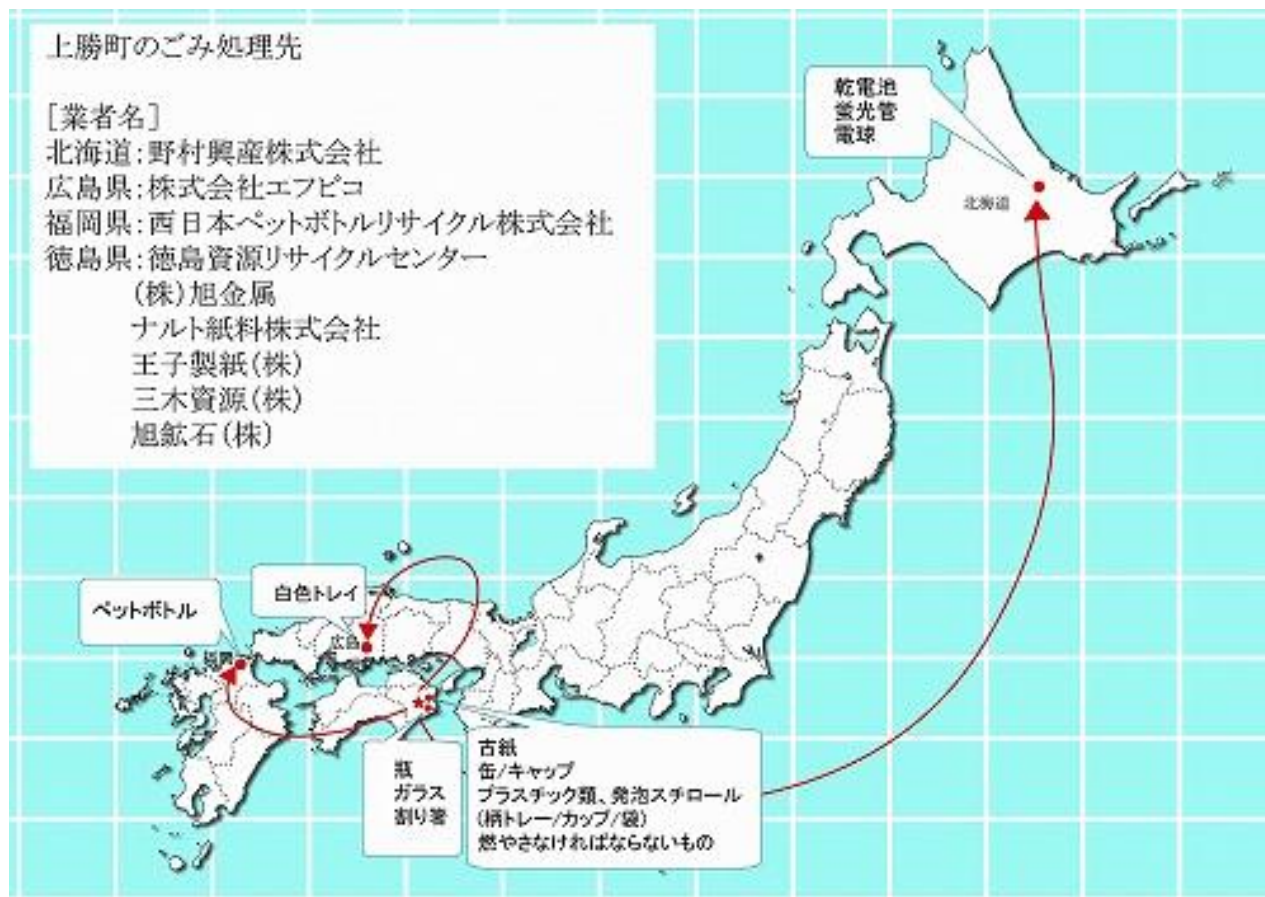 上勝町のごみ処理先
[業者名]
北海道:野村興産株式会社
広島県:株式会社エフピコ
福岡県:西日本ペットボトルリサイクル株式会社
徳島県:徳島資源リサイクルセンター
(株)旭金属
ナルト紙料株式会社
王子製紙(株)
三木資源(株)
旭鉱石(株)
乾電池
蛍光管
電球
北海道
白色トレイ
ペットボトル
広島
福岡
瓶
ガラス
割り箸
古紙
缶/キャップ
プラスチック類、発泡スチロール
(柄トレー/カップ/袋)
燃やさなければならないもの